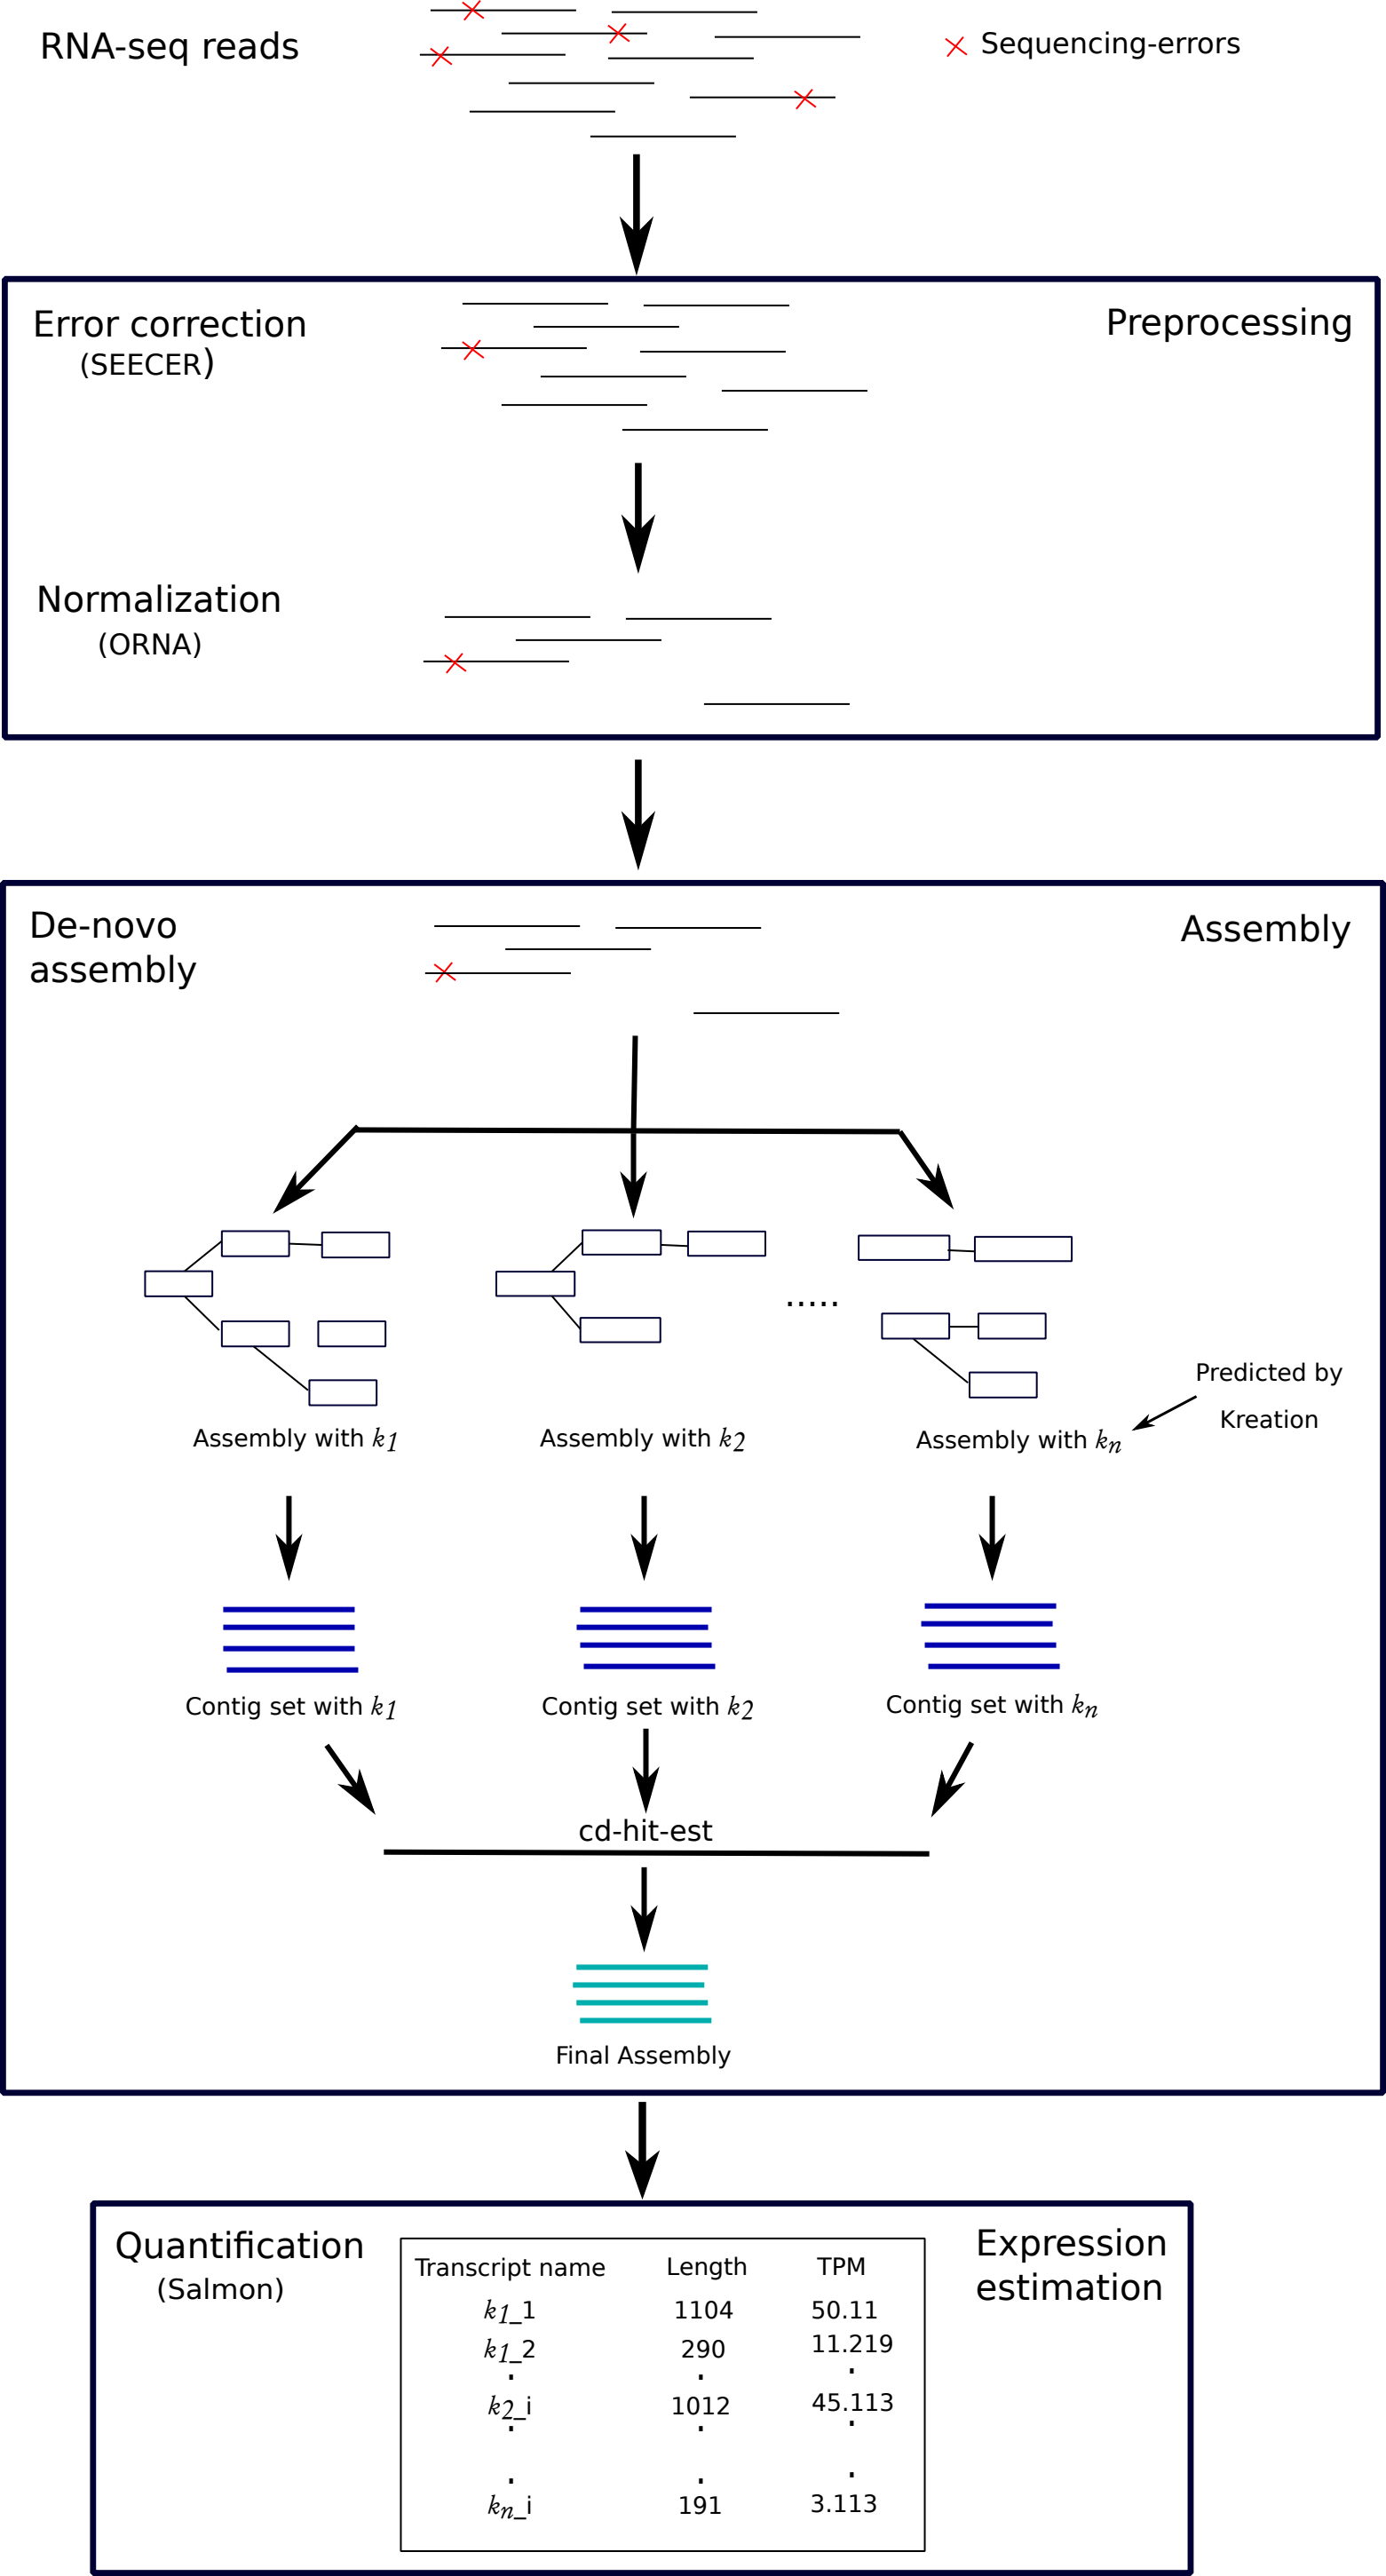 RNA-seq reads
Sequencing-errors
Error correction
(SEECER)
Preprocessing
Normalization
(ORNA)
De-novo
assembly
Assembly
.....
Predicted by
Kreation
Assembly with k1
Assembly with k2
Assembly with kn
Contig set with k1
Contig set with k2
Contig set with kn
cd-hit-est
Final Assembly
Quantification
(Salmon)
Expression
estimation
Transcript name Length TPM
k1_1 1104 50.11
k1_2 290 11.219
. . .
k2_i 1012 45.113
. . .
. . .
kn_i 191 3.113